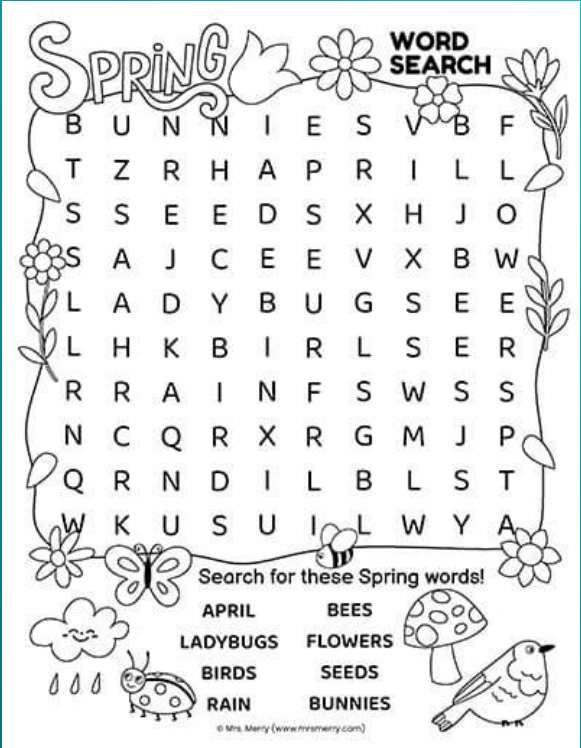 SPRING
WORD
SEARCH
B U N N I E S V B F
T Z R H A P R I L L
S S E E D S X H J O
S A J C E E V X B W
L A D Y B U G S E E
L H K B I R L S E R
R R A I N F S W S S
N C Q R X R G M J P
Q R N D I L B L S T
W K U S U I L W Y A
Search for these Spring words!
APRIL BEES
LADYBUGS FLOWERS
BIRDS SEEDS
RAIN BUNNIES
© Mrs. Merry (www.mrsmerry.com)